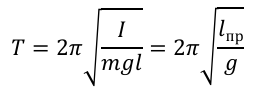 T = 2π√(I/mgl) = 2π√(lпр/g)